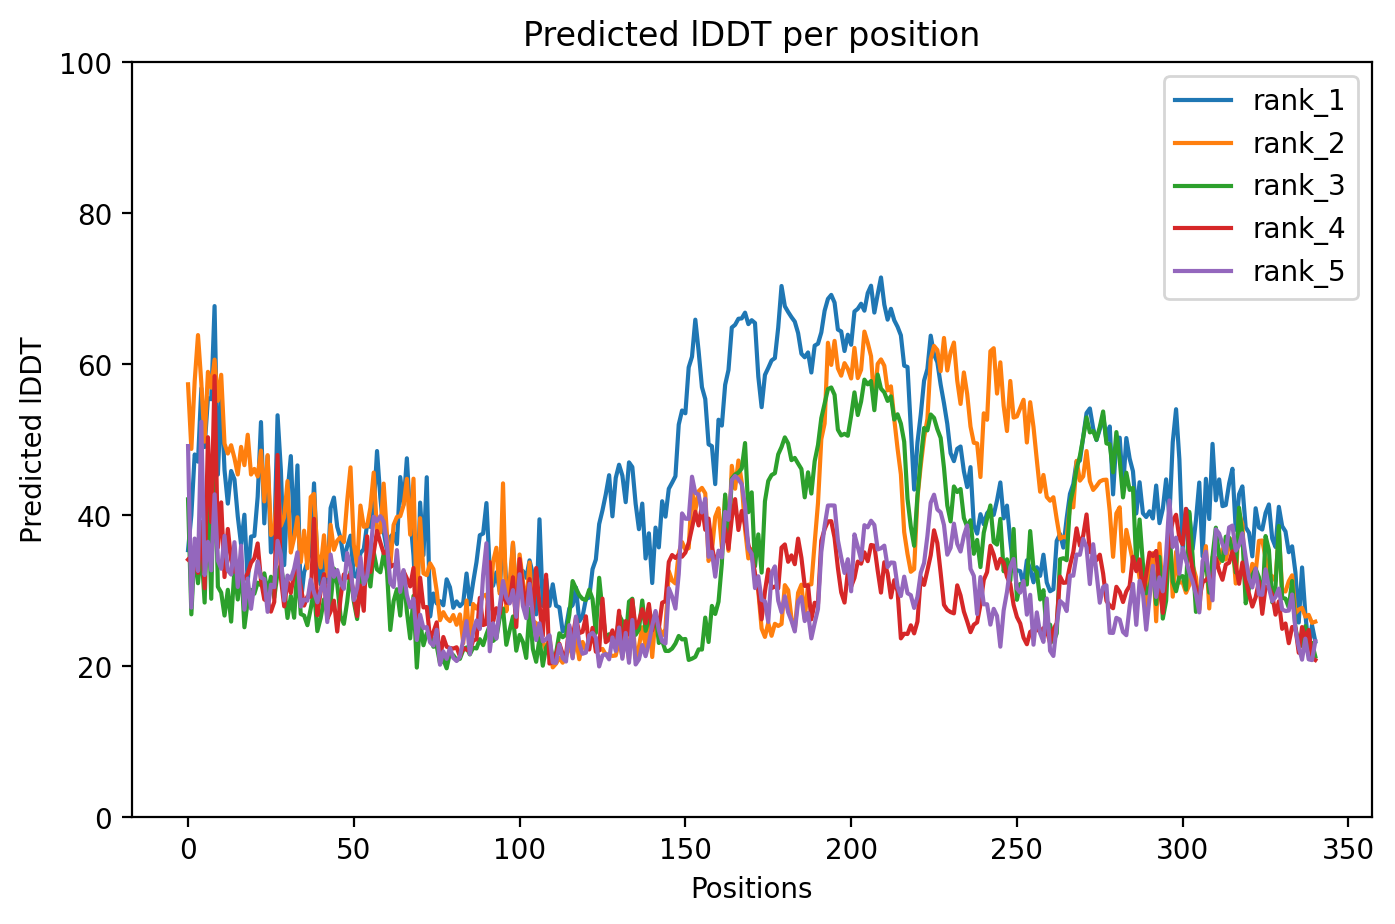 Predicted lDDT per position
100
80
60
40
20
0
Predicted lDDT
0 50 100 150 200 250 300 350
Positions
rank_1
rank_2
rank_3
rank_4
rank_5